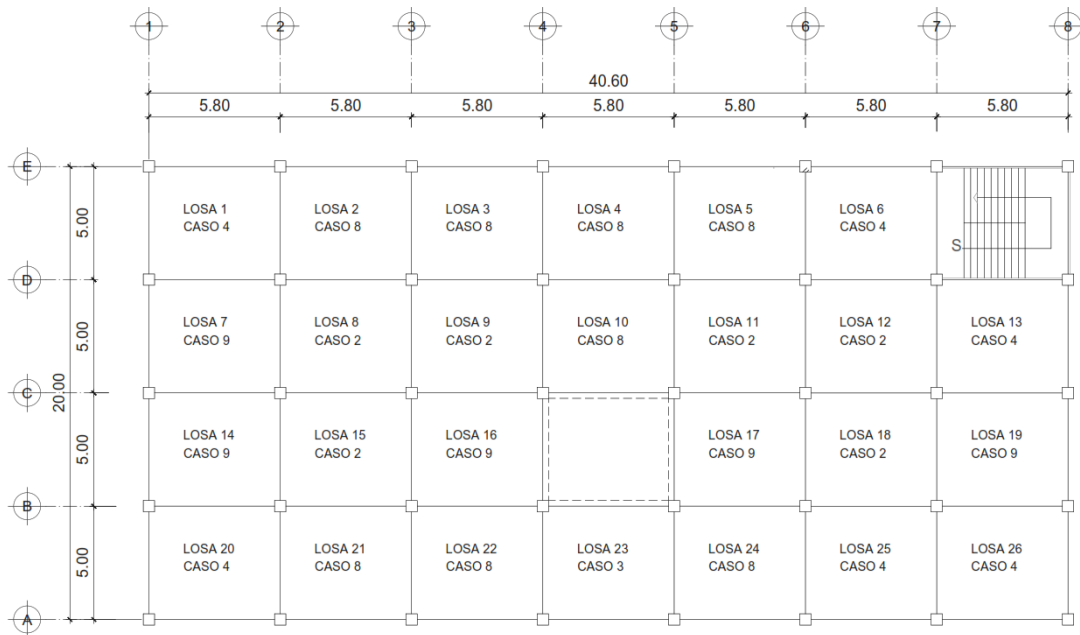 1 2 3 4 5 6 7 8
40.60
5.80 5.80 5.80 5.80 5.80 5.80 5.80
E
LOSA 1 LOSA 2 LOSA 3 LOSA 4 LOSA 5 LOSA 6
CASO 4 CASO 8 CASO 8 CASO 8 CASO 8 CASO 4
5.00
S
D
LOSA 7 LOSA 8 LOSA 9 LOSA 10 LOSA 11 LOSA 12 LOSA 13
CASO 9 CASO 2 CASO 2 CASO 8 CASO 2 CASO 2 CASO 4
5.00
C
20.00
LOSA 14 LOSA 15 LOSA 16 LOSA 17 LOSA 18 LOSA 19
CASO 9 CASO 2 CASO 9 CASO 9 CASO 2 CASO 9
5.00
B
LOSA 20 LOSA 21 LOSA 22 LOSA 23 LOSA 24 LOSA 25 LOSA 26
CASO 4 CASO 8 CASO 8 CASO 3 CASO 8 CASO 4 CASO 4
5.00
A